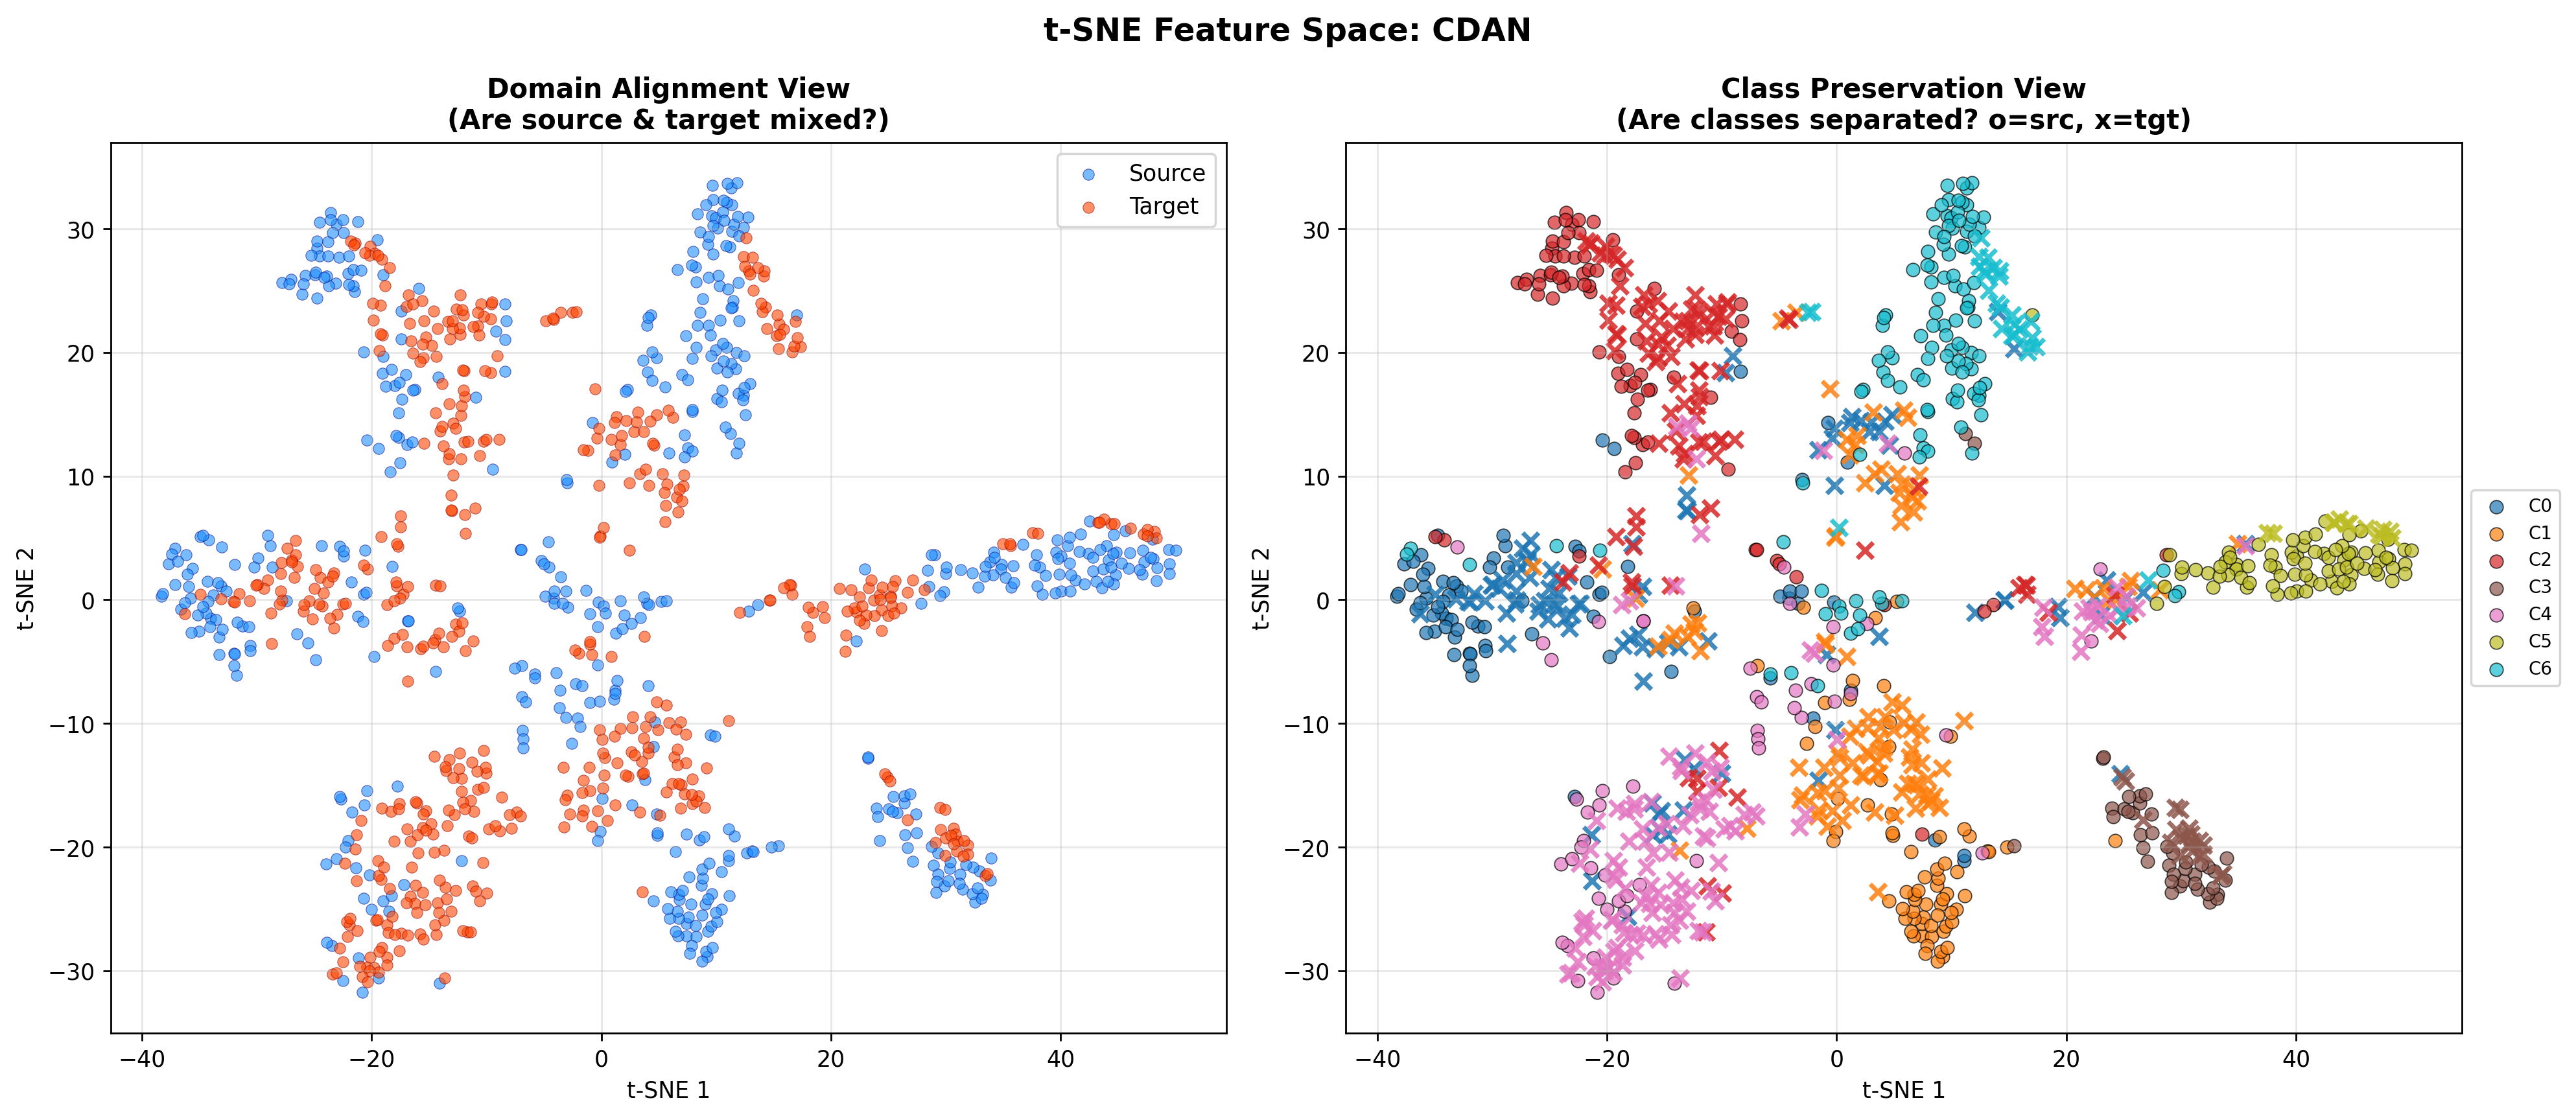 t-SNE Feature Space: CDAN
Domain Alignment View
(Are source & target mixed?)
Source
Target
30
20
10
0
−10
−20
−30
t-SNE 2
−40
−20
0
20
40
t-SNE 1
Class Preservation View
(Are classes separated? o=src, x=tgt)
30
20
10
0
−10
−20
−30
t-SNE 2
−40
−20
0
20
40
t-SNE 1
C0
C1
C2
C3
C4
C5
C6